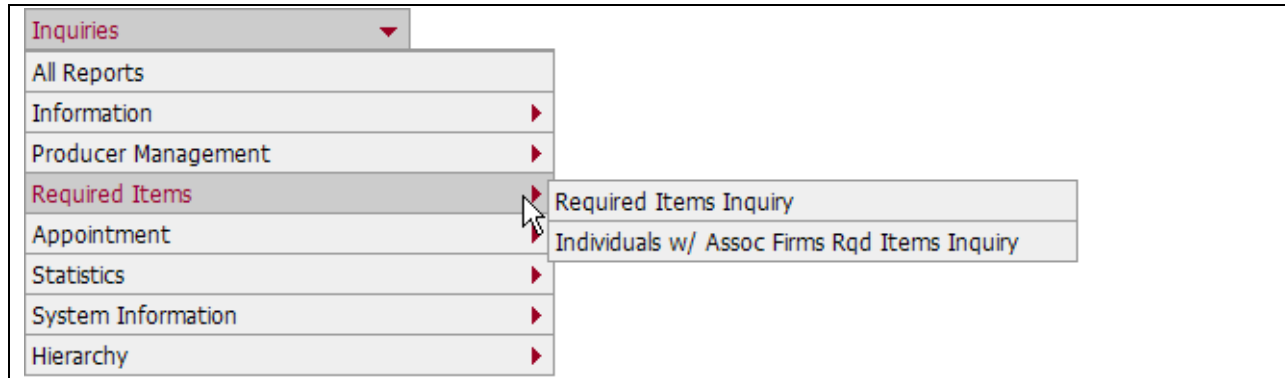 Inquiries
All Reports
Information
Producer Management
Required Items
Required Items Inquiry
Individuals w/ Assoc Firms Rqd Items Inquiry
Appointment
Statistics
System Information
Hierarchy